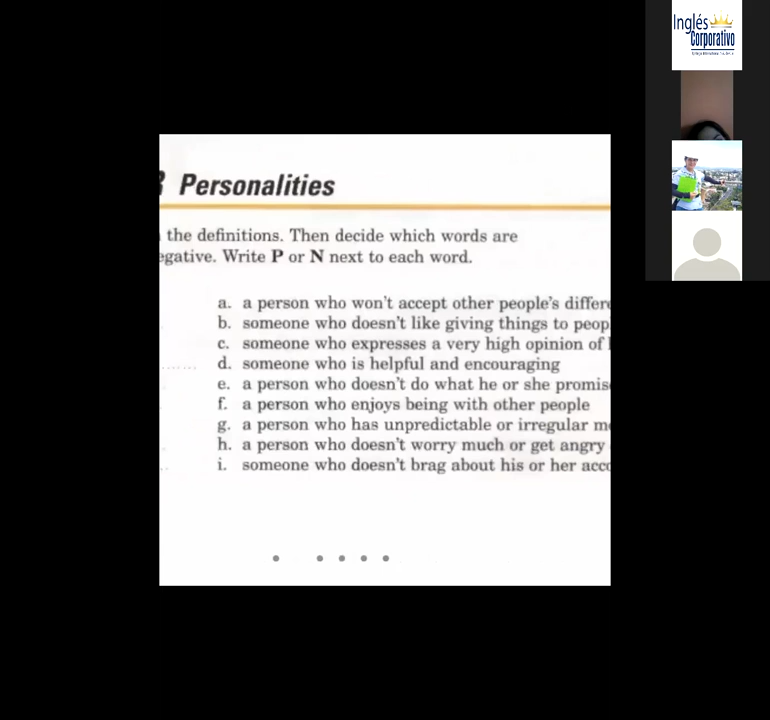 Personalities
the definitions. Then decide which words are
egative. Write P or N next to each word.
a. a person who won't accept other people's differe
b. someone who doesn't like giving things to peop
c. someone who expresses a very high opinion of
d. someone who is helpful and encouraging
e. a person who doesn't do what he or she promis
f. a person who enjoys being with other people
g. a person who has unpredictable or irregular mo
h. a person who doesn't worry much or get angry
i. someone who doesn't brag about his or her acco
Inglés
Corporativo